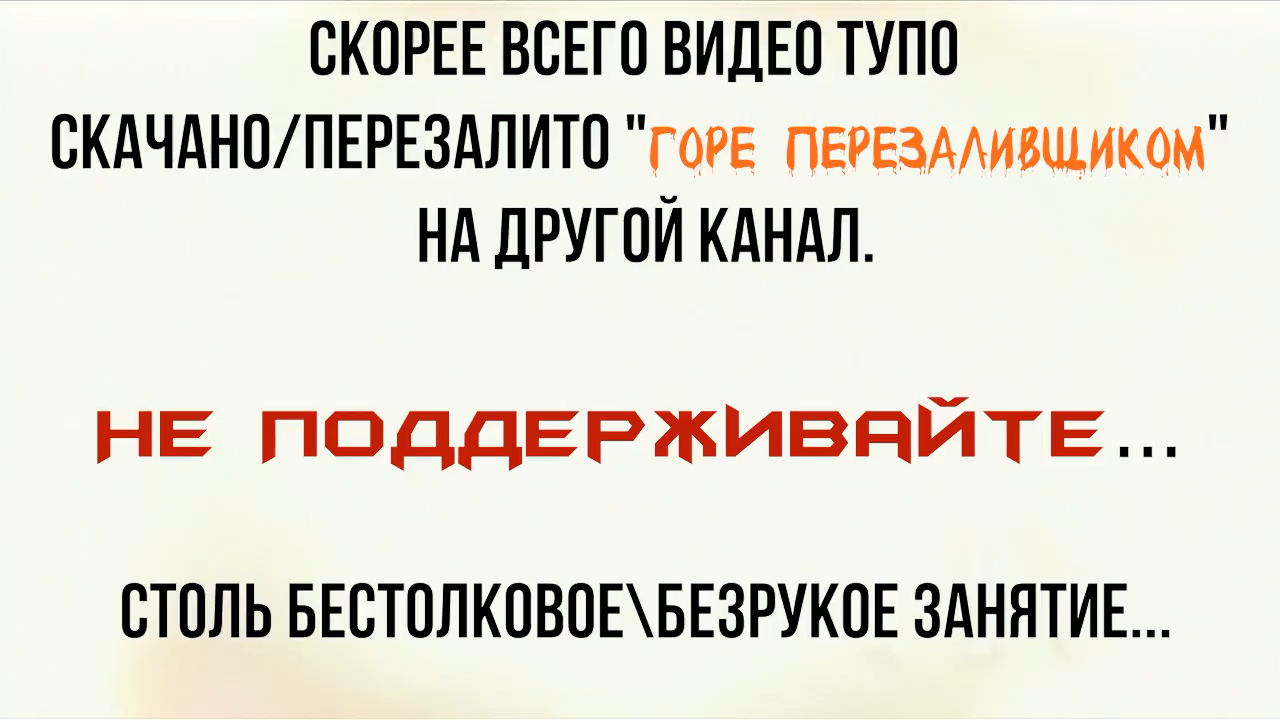 СКОРЕЕ ВСЕГО ВИДЕО ТУПО
СКАЧАНО/ПЕРЕЗАЛИТО "ГОРЕ ПЕРЕЗАЛИВЩИКОМ"
НА ДРУГОЙ КАНАЛ.
НЕ ПОДДЕРЖИВАЙТЕ...
СТОЛЬ БЕСТОЛКОВОЕ\БЕЗРУКОЕ ЗАНЯТИЕ...